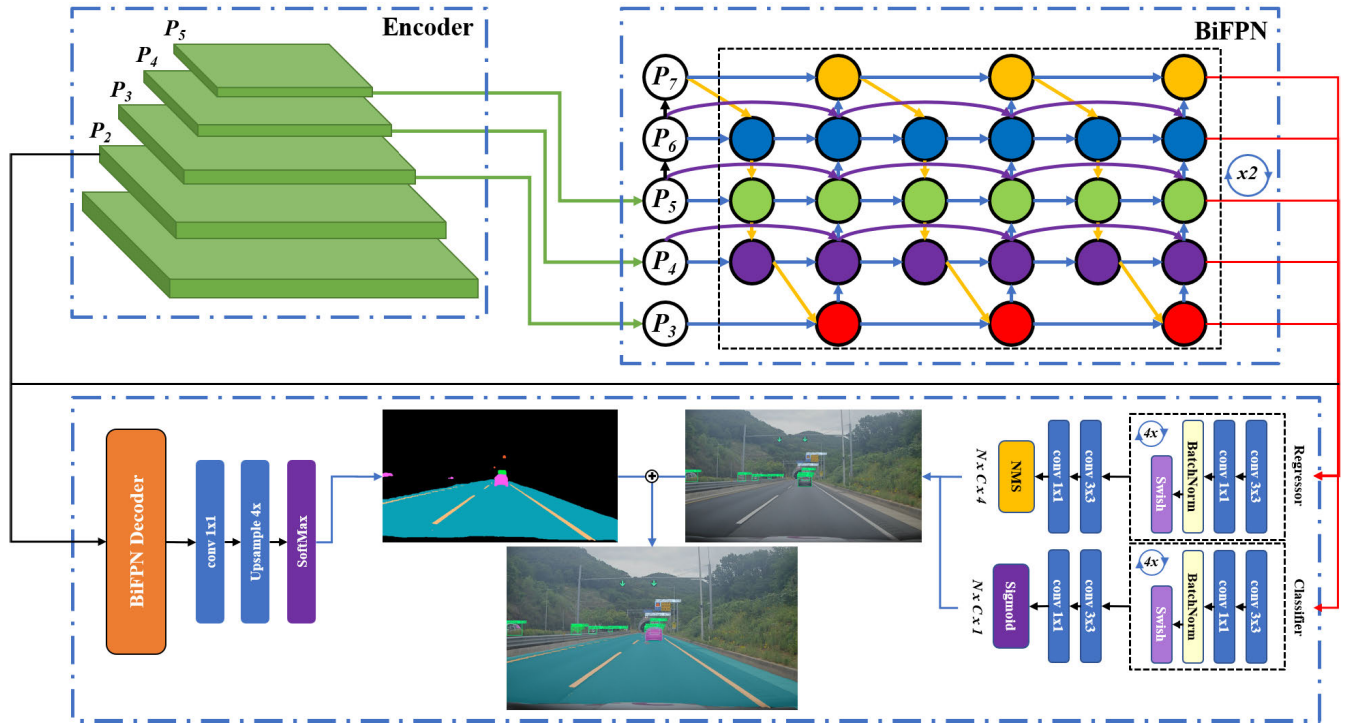 Encoder
P5
P4
P3
P2
BiFPN
P7
P6
P5
P4
P3
x2
BiFPN Decoder
conv 1x1
Upsample 4x
SoftMax
N x C x 4
NMS
conv 1x1
conv 3x3
4x
Swish
BatchNorm
conv 1x1
conv 3x3
Regressor
N x C x 1
Sigmoid
conv 1x1
conv 3x3
4x
Swish
BatchNorm
conv 1x1
conv 3x3
Classifier